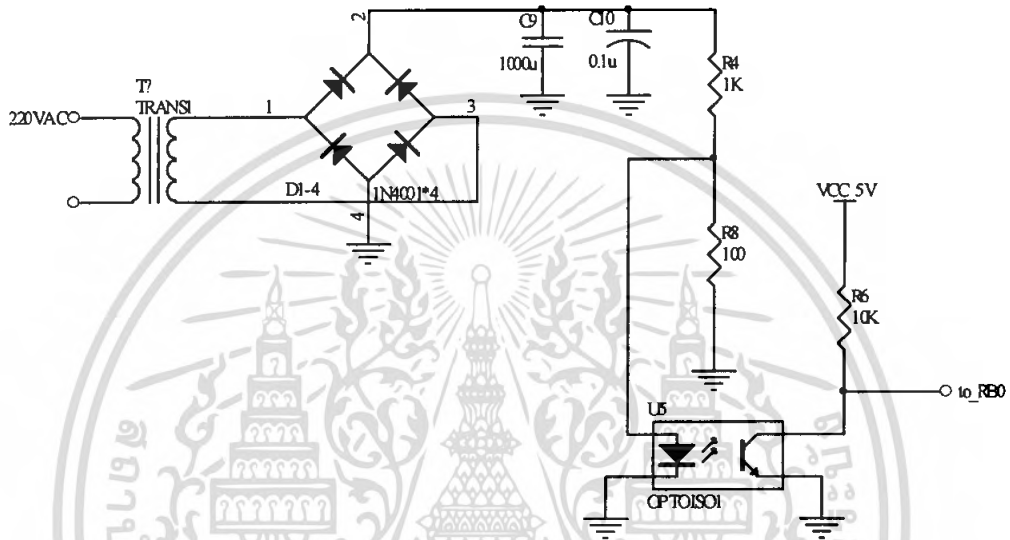 2
C9
1000u
C10
0.1u
R4
1K
T?
TRANS1
220VAC
1
3
D1-4
1N4001*4
4
R8
100
VCC 5V
R6
10K
to_RB0
U5
OPTOISO1